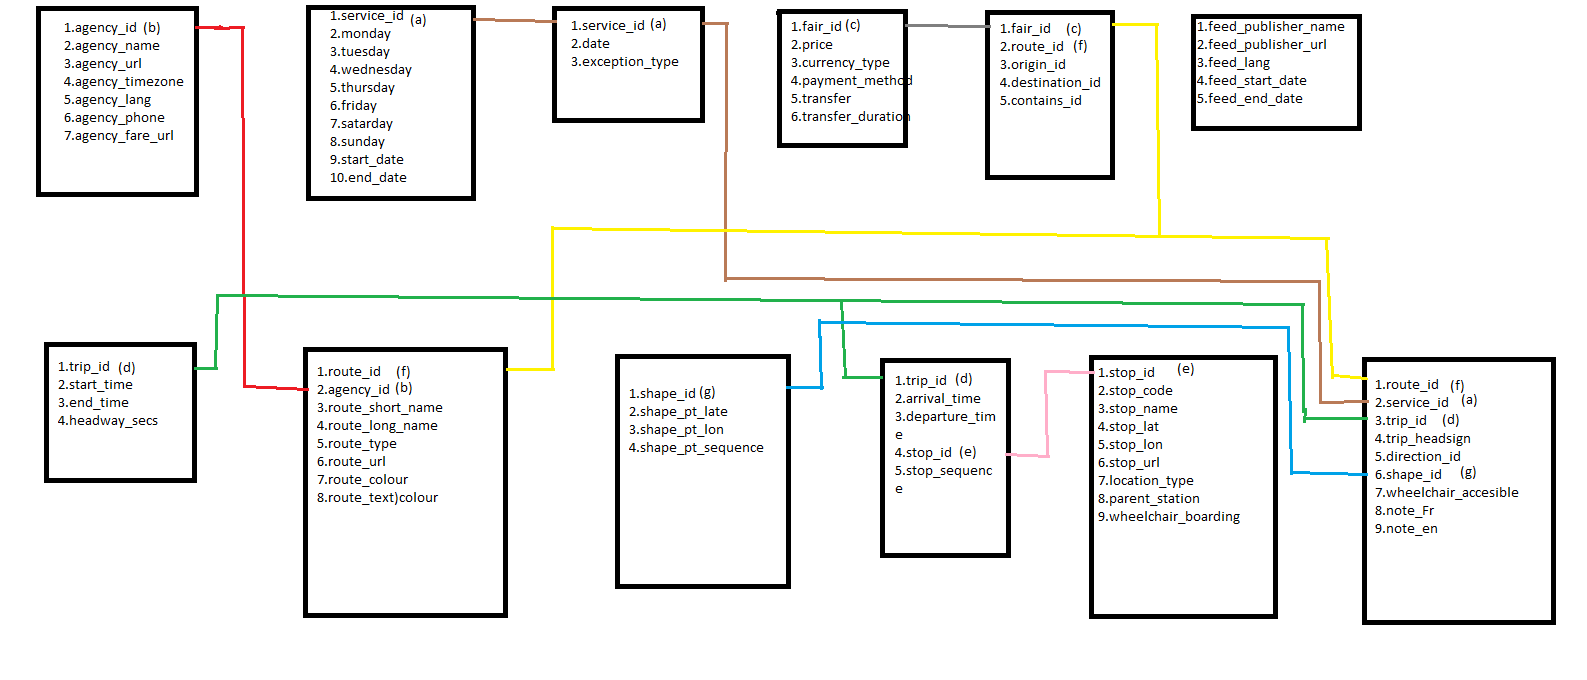 1.agency_id (b)
2.agency_name
3.agency_url
4.agency_timezone
5.agency_lang
6.agency_phone
7.agency_fare_url
1.service_id (a)
2.monday
3.tuesday
4.wednesday
5.thursday
6.friday
7.satarday
8.sunday
9.start_date
10.end_date
1.service_id (a)
2.date
3.exception_type
1.fair_id (c)
2.price
3.currency_type
4.payment_method
5.transfer
6.transfer_duration
1.fair_id (c)
2.route_id (f)
3.origin_id
4.destination_id
5.contains_id
1.feed_publisher_name
2.feed_publisher_url
3.feed_lang
4.feed_start_date
5.feed_end_date
1.trip_id (d)
2.start_time
3.end_time
4.headway_secs
1.route_id (f)
2.agency_id (b)
3.route_short_name
4.route_long_name
5.route_type
6.route_url
7.route_colour
8.route_text)colour
1.shape_id (g)
2.shape_pt_late
3.shape_pt_lon
4.shape_pt_sequence
1.trip_id (d)
2.arrival_time
3.departure_tim
e
4.stop_id (e)
5.stop_sequenc
e
1.stop_id (e)
2.stop_code
3.stop_name
4.stop_lat
5.stop_lon
6.stop_url
7.location_type
8.parent_station
9.wheelchair_boarding
1.route_id (f)
2.service_id (a)
3.trip_id (d)
4.trip_headsign
5.direction_id
6.shape_id (g)
7.wheelchair_accesible
8.note_Fr
9.note_en